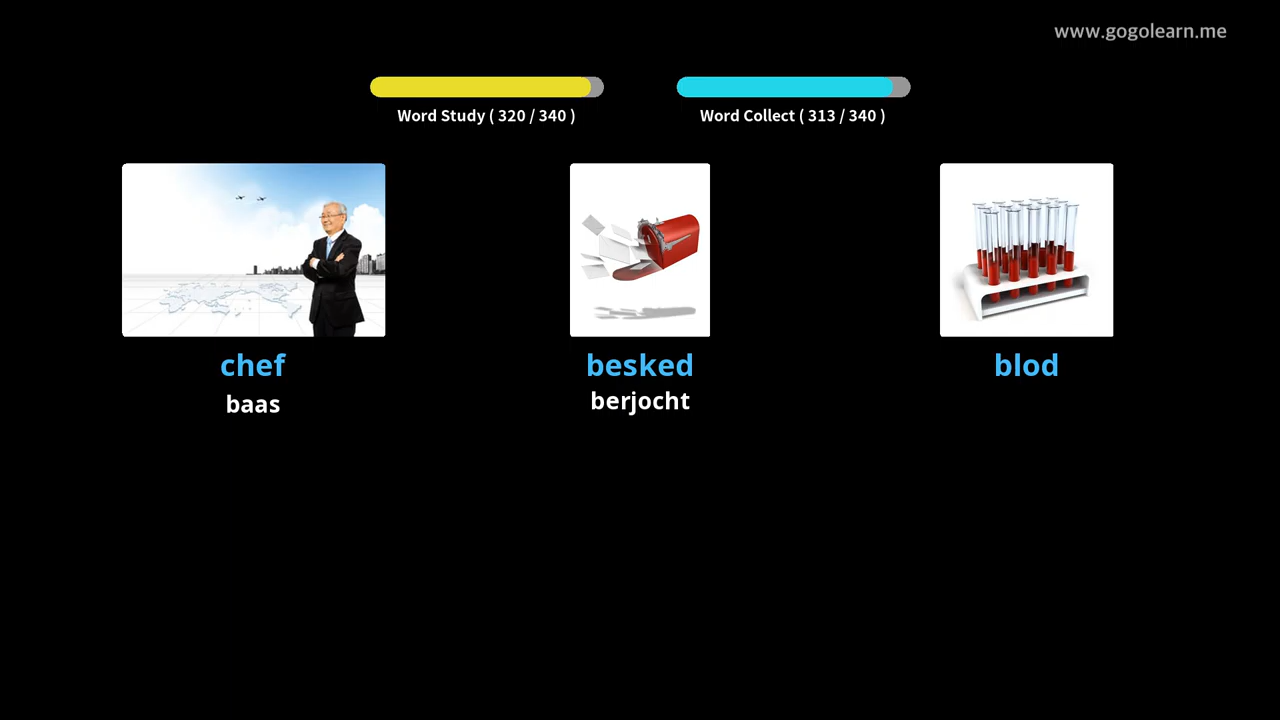 www.gogolearn.me
Word Study ( 320 / 340 )
Word Collect ( 313 / 340 )
chef
baas
besked
berjocht
blod